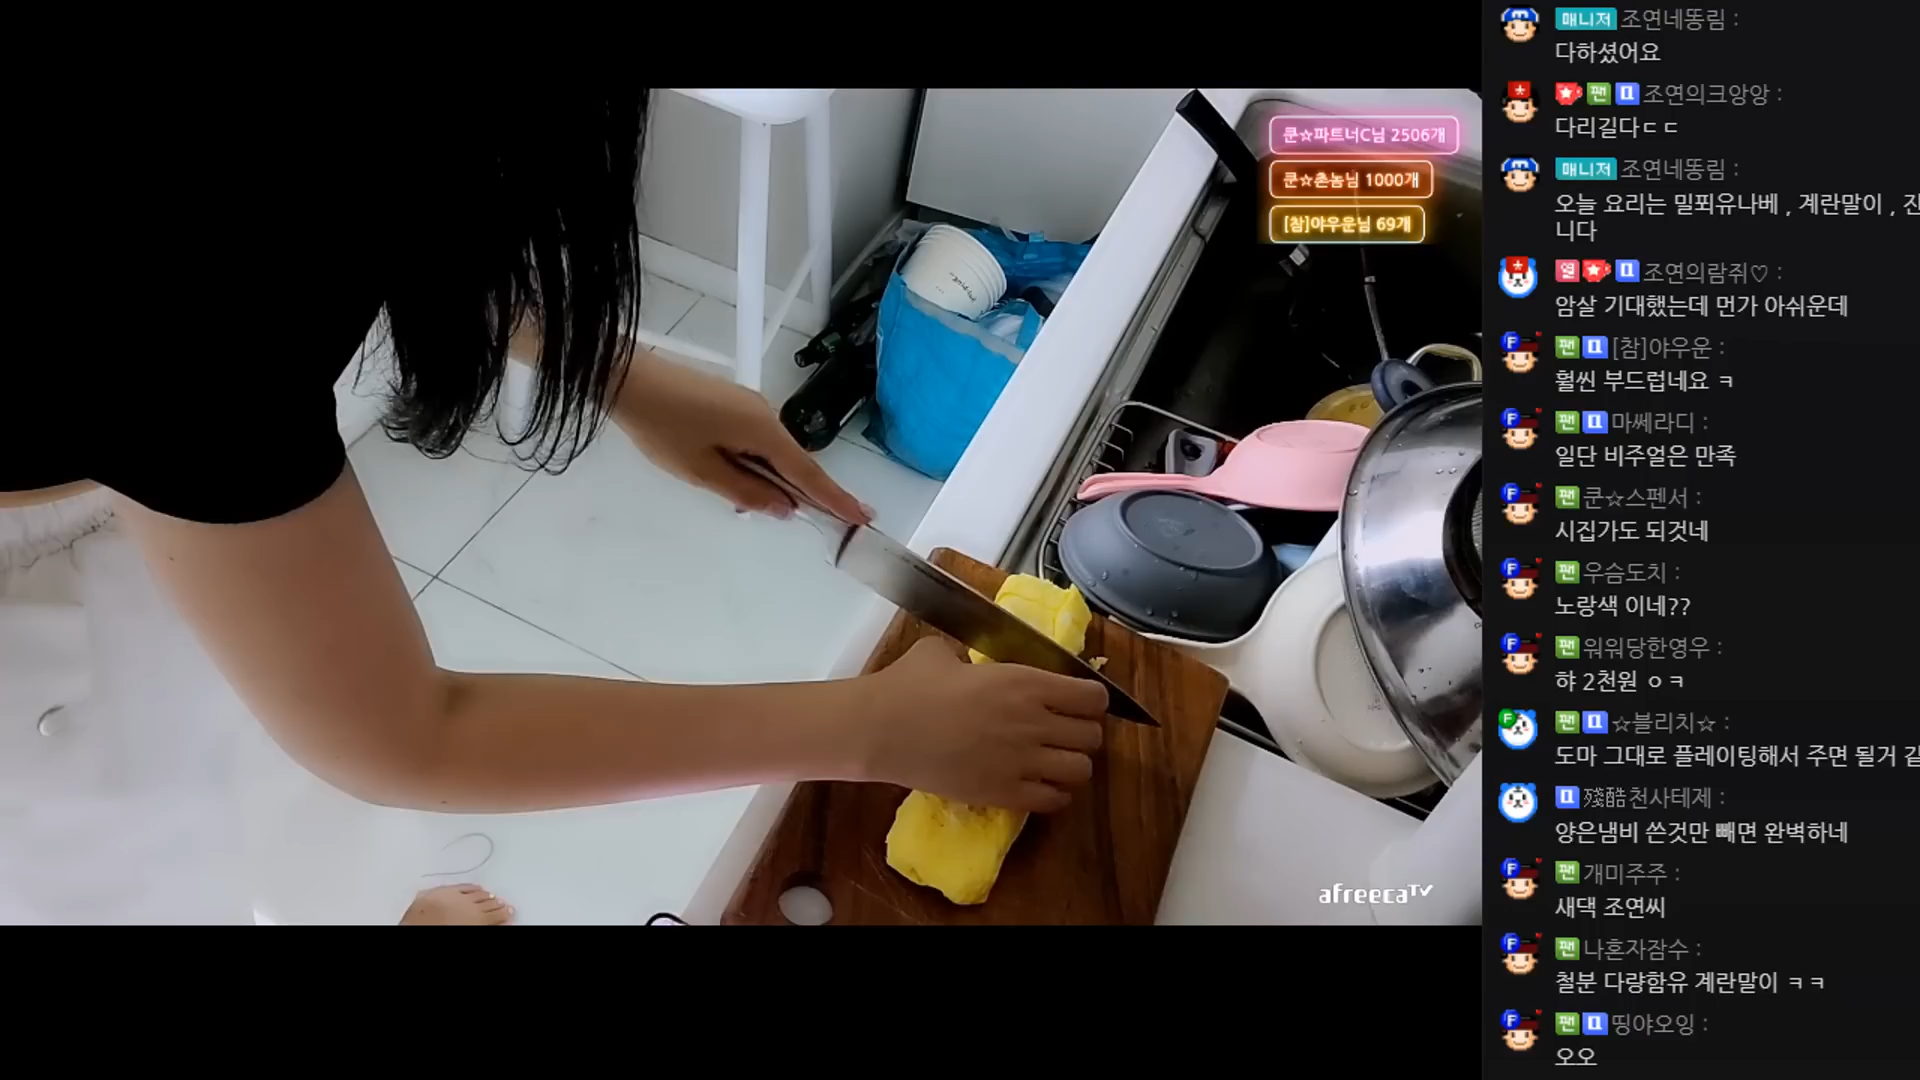 쿤☆파트너C님 2506개
쿤☆촌놈님 1000개
[참]야우운님 69개
afreecaTV
매니저 조연네똥림 :
다하셨어요
팬 조연의크앙앙 :
다리길다ㄷㄷ
매니저 조연네똥림 :
오늘 요리는 밀푀유나베 , 계란말이 , 진
니다
열 조연의람쥐♡ :
암살 기대했는데 먼가 아쉬운데
팬 [참]야우운 :
훨씬 부드럽네요 ㅋ
팬 마쎄라디 :
일단 비주얼은 만족
팬 쿤☆스펜서 :
시집가도 되것네
팬 우슴도치 :
노랑색 이네??
팬 워워당한영우 :
햐 2천원 ㅇㅋ
팬 ☆블리치☆ :
도마 그대로 플레이팅해서 주면 될거 같
殘酷천사테제 :
양은냄비 쓴것만 빼면 완벽하네
팬 개미주주 :
새댁 조연씨
팬 나혼자잠수 :
철분 다량함유 계란말이 ㅋㅋ
팬 띵야오잉 :
오오